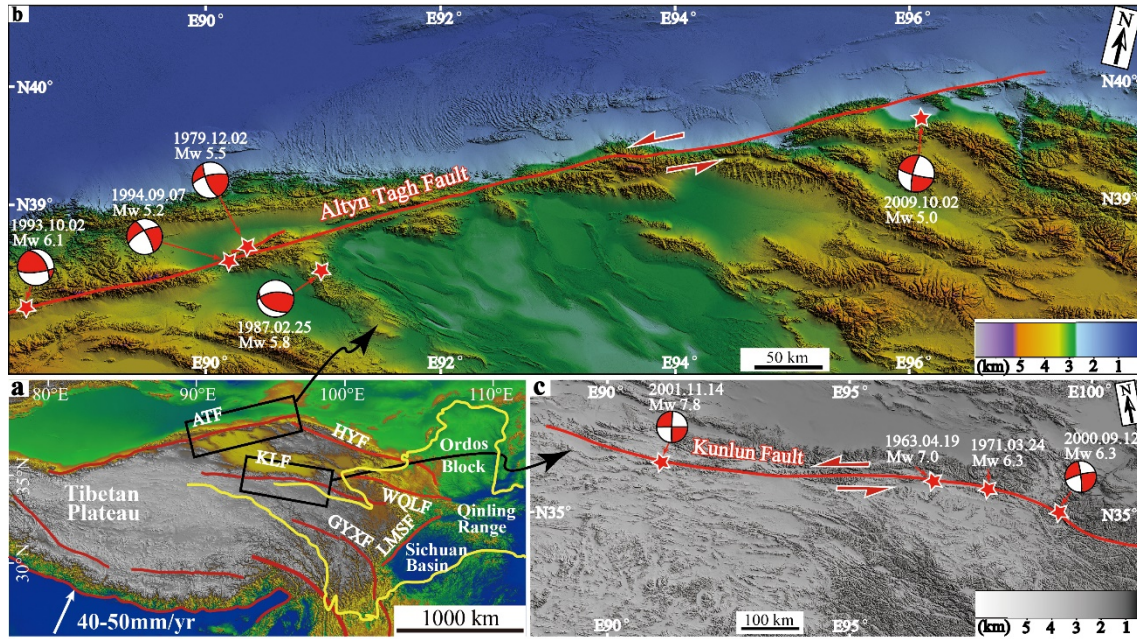 b
E90°
E92°
E94°
E96°
N
N40°
N40°
1979.12.02
Mw 5.5
1994.09.07
Mw 5.2
N39°
1993.10.02
Mw 6.1
Altyn Tagh Fault
2009.10.02
Mw 5.0
N39°
1987.02.25
Mw 5.8
E90°
E92°
E94°
E96°
50 km
(km) 5 4 3 2 1
a
80°E
90°E
100°E
110°E
ATF
HYF
Ordos
Block
35°N
KLF
Tibetan
Plateau
WQLF
Qinling
Range
GYXF
LMSF
Sichuan
Basin
30°N
40-50mm/yr
1000 km
c
E90°
2001.11.14
Mw 7.8
E95°
E100°
N
Kunlun Fault
1963.04.19
Mw 7.0
1971.03.24
Mw 6.3
2000.09.12
Mw 6.3
N35°
N35°
E90°
E95°
100 km
(km) 5 4 3 2 1